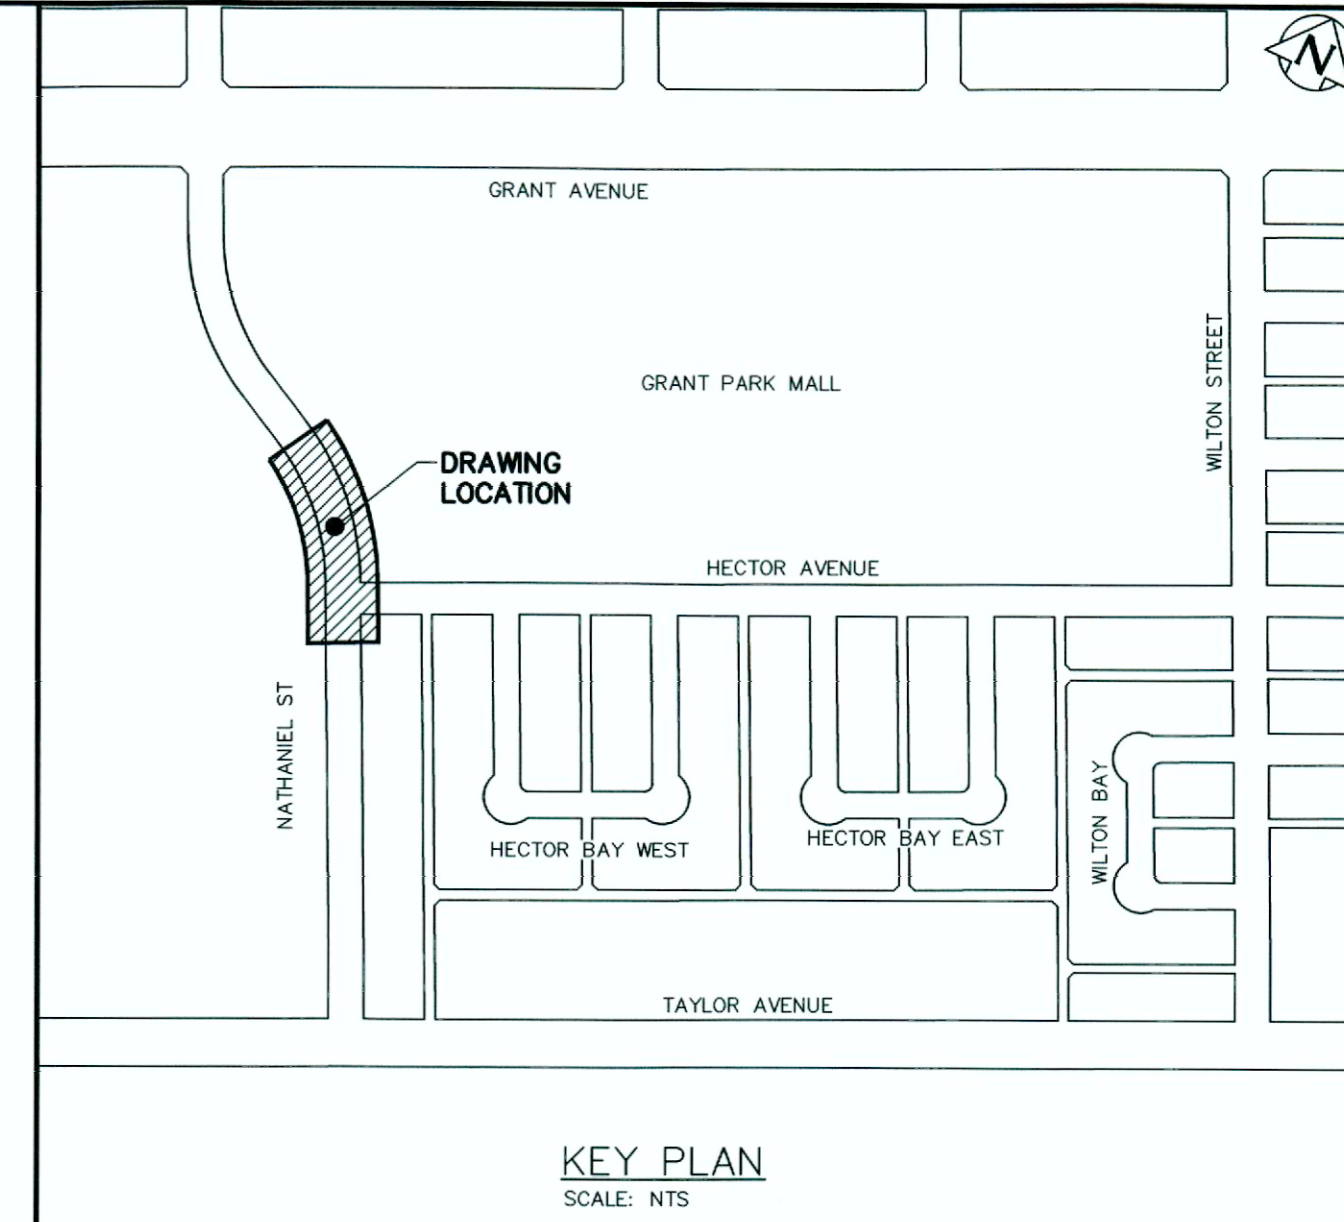 N
GRANT AVENUE
WILTON STREET
GRANT PARK MALL
DRAWING
LOCATION
HECTOR AVENUE
NATHANIEL ST
WILTON BAY
HECTOR BAY EAST
HECTOR BAY WEST
TAYLOR AVENUE
KEY PLAN
SCALE: NTS